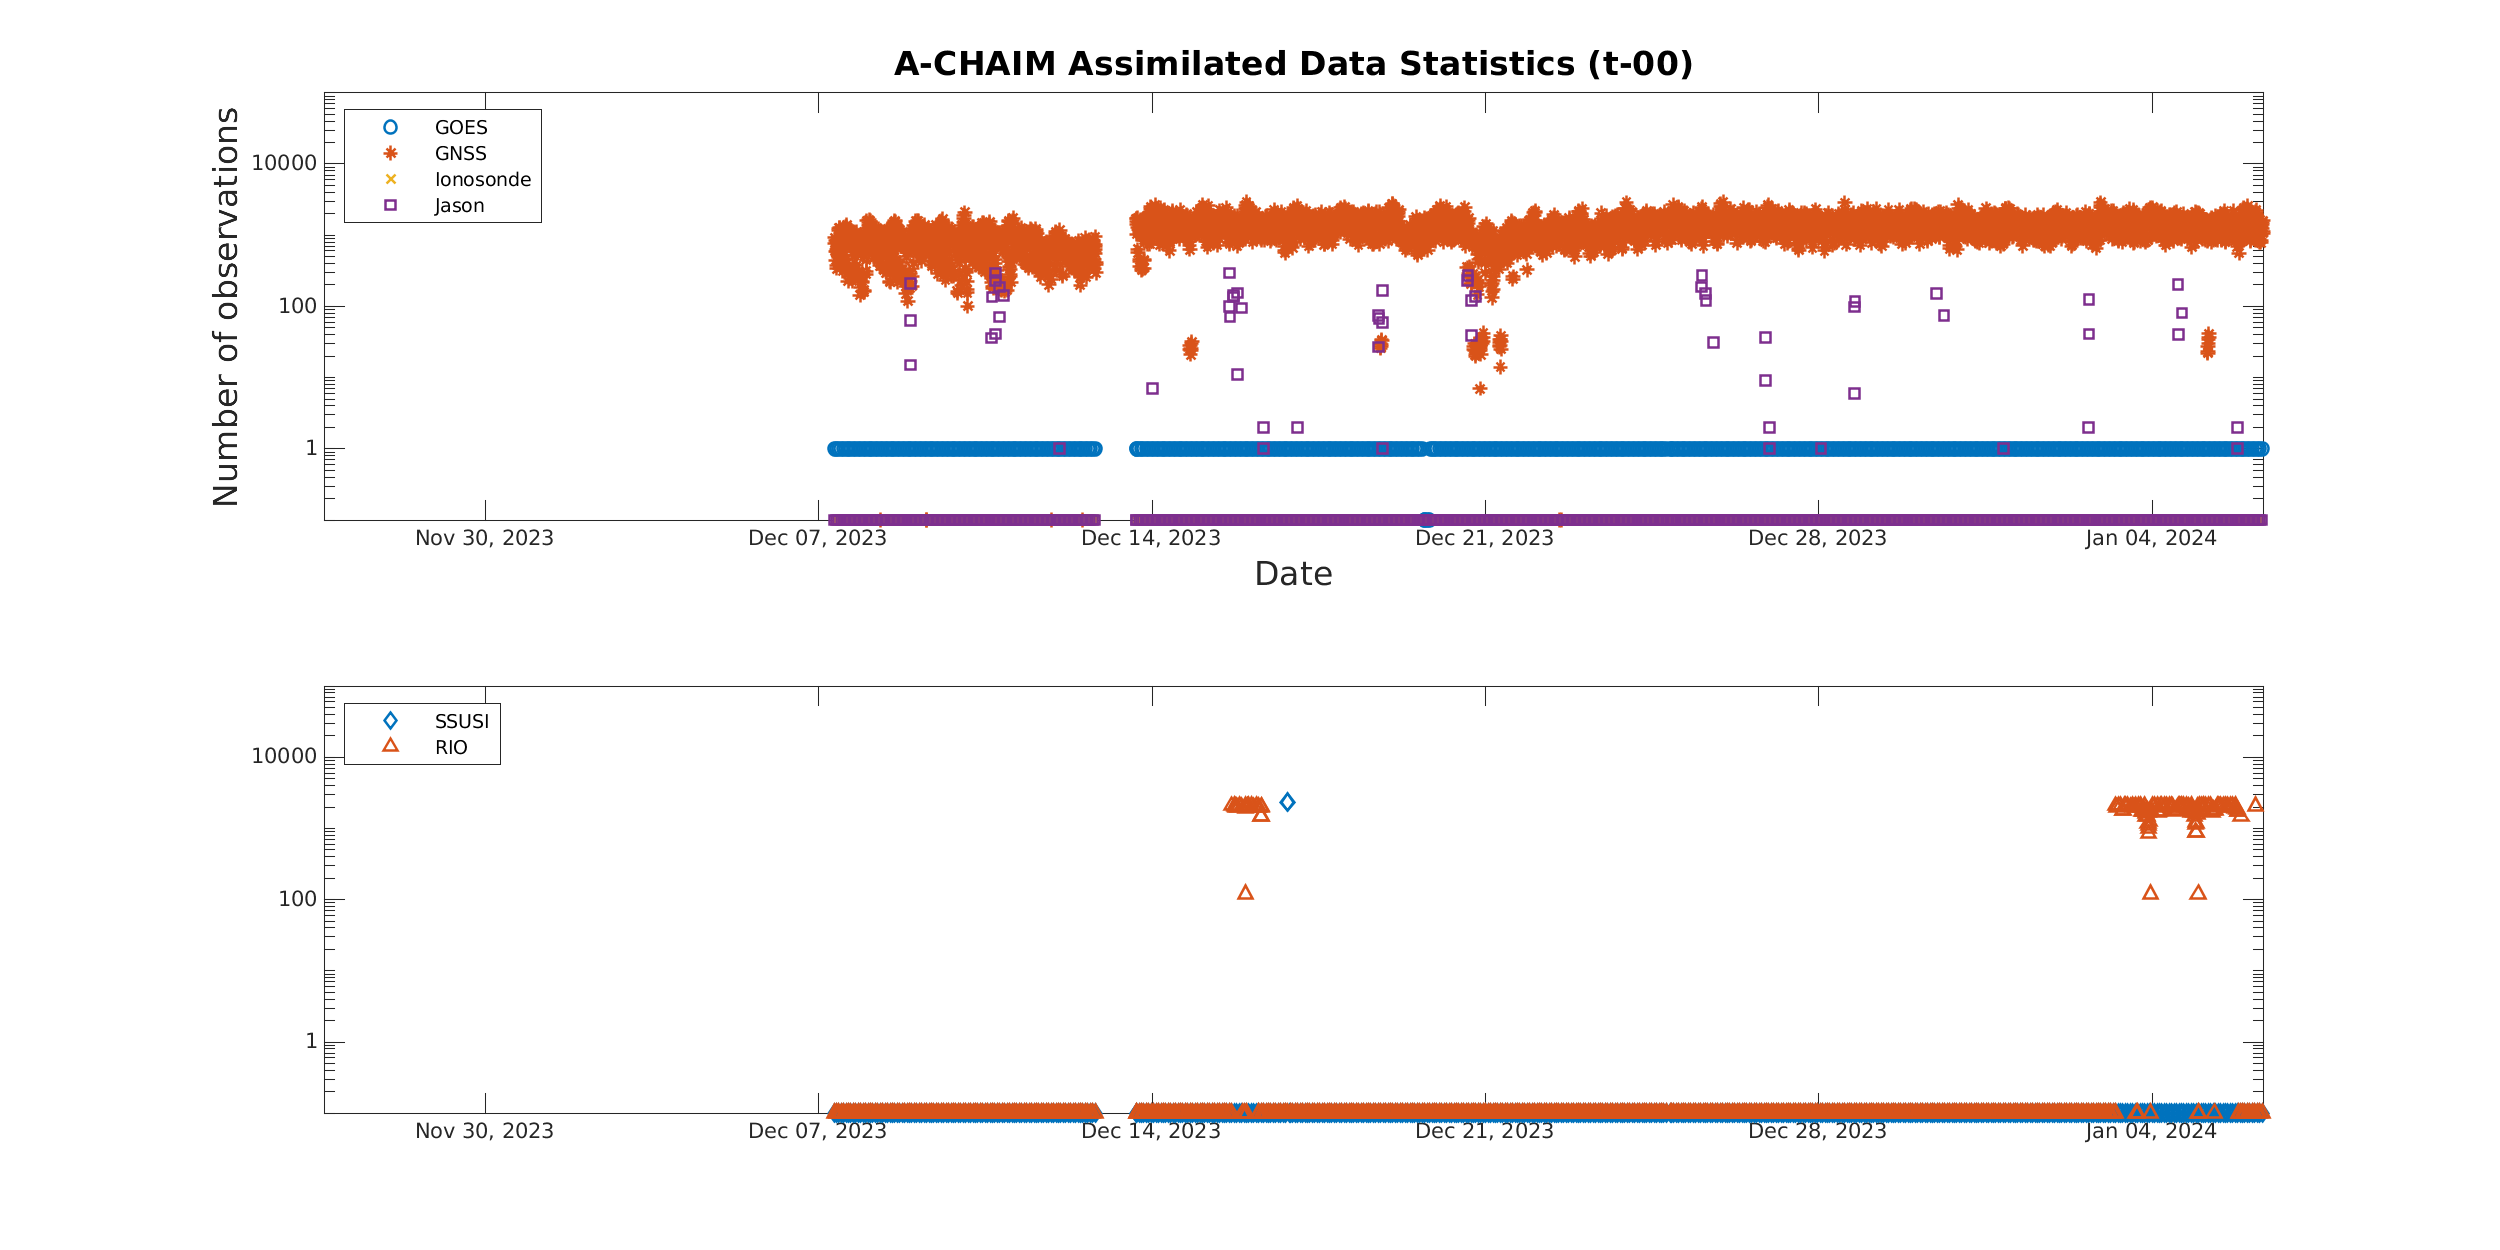 A-CHAIM Assimilated Data Statistics (t-00)
Number of observations
10000
100
1
GOES
GNSS
Ionosonde
Jason
Nov 30, 2023
Dec 07, 2023
Dec 14, 2023
Dec 21, 2023
Dec 28, 2023
Jan 04, 2024
Date
10000
100
1
SSUSI
RIO
Nov 30, 2023
Dec 07, 2023
Dec 14, 2023
Dec 21, 2023
Dec 28, 2023
Jan 04, 2024